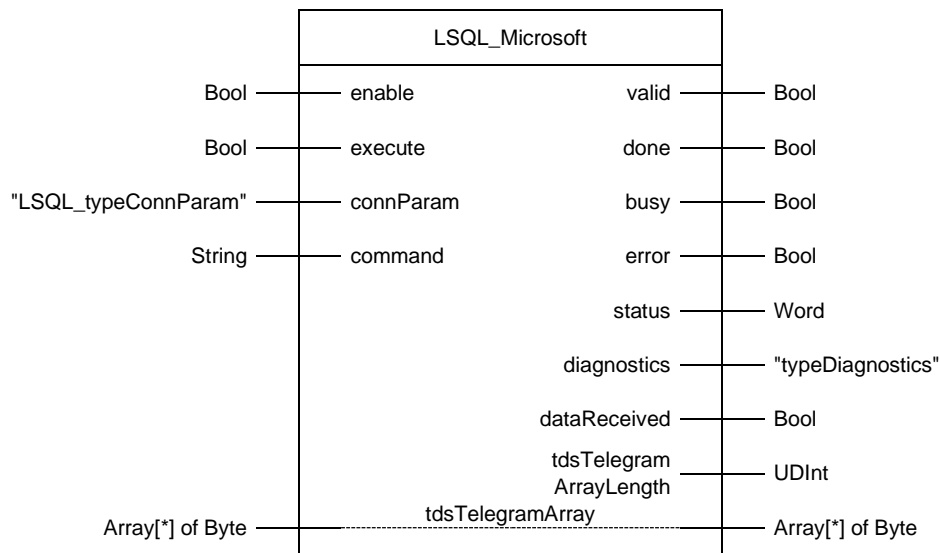 LSQL_Microsoft
Bool enable valid Bool
Bool execute done Bool
"LSQL_typeConnParam" connParam busy Bool
String command error Bool
status Word
diagnostics "typeDiagnostics"
dataReceived Bool
tdsTelegram
ArrayLength UDInt
Array[*] of Byte tdsTelegramArray Array[*] of Byte